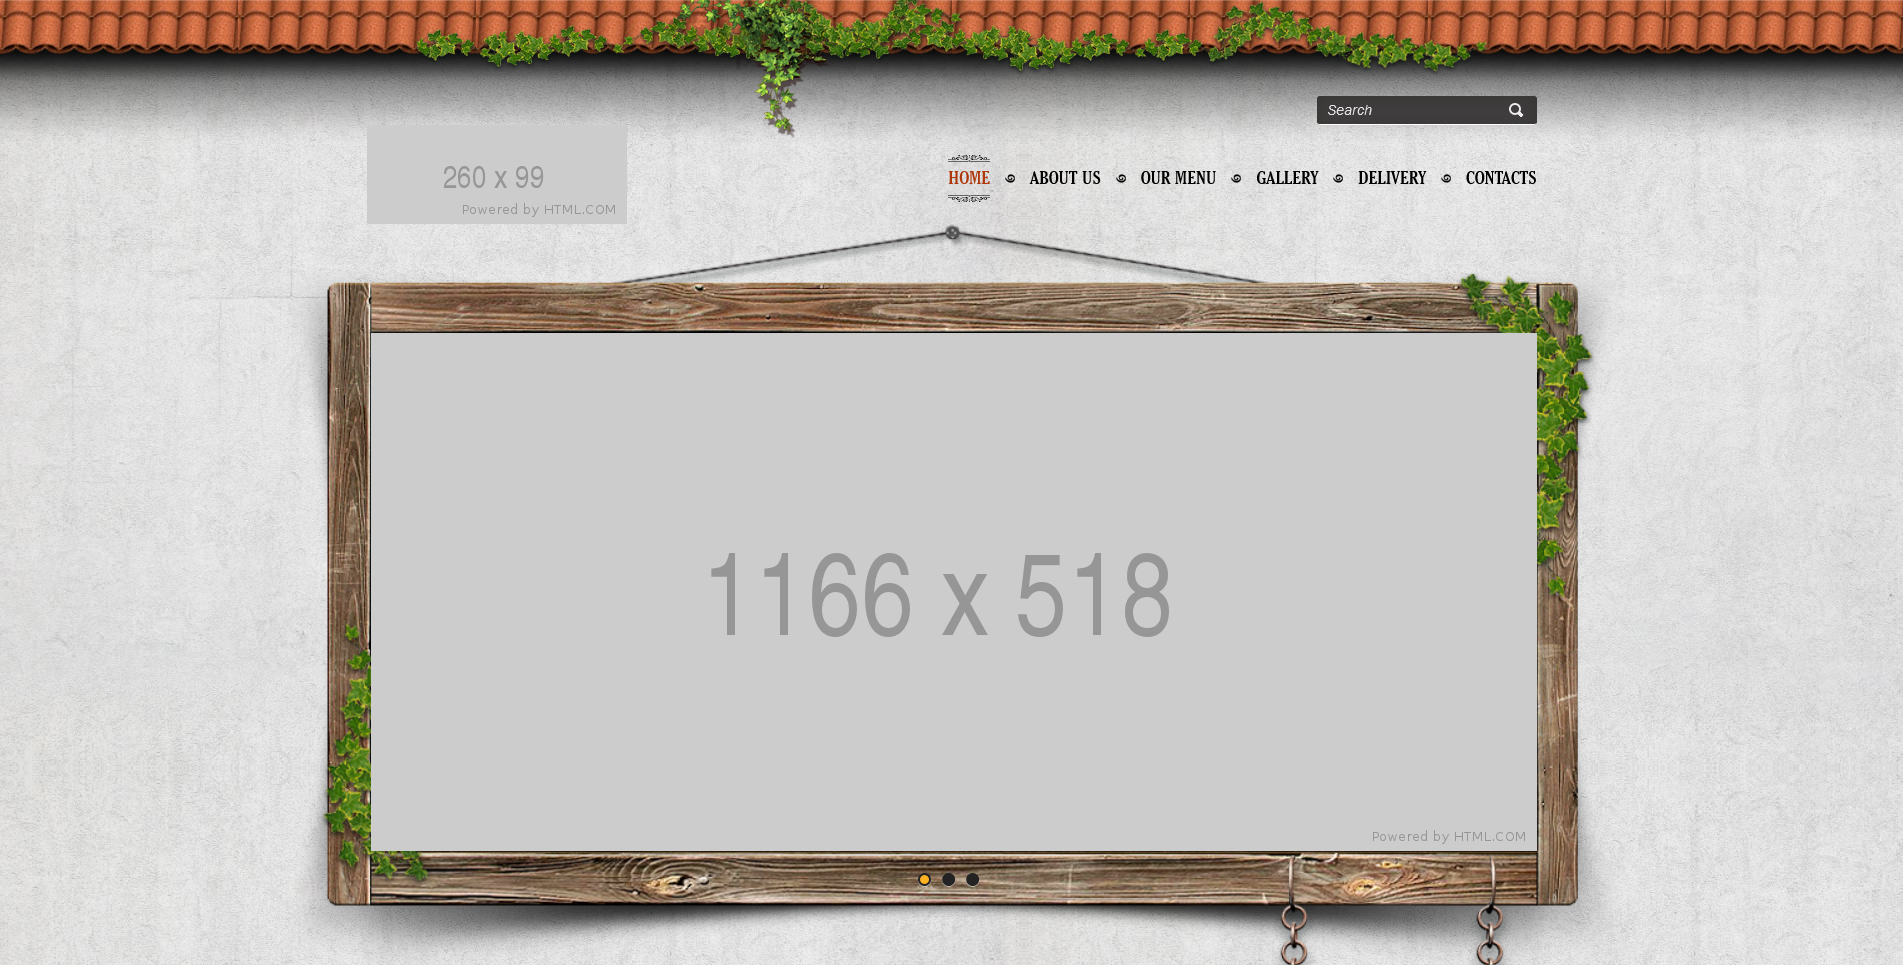 Search
260 x 99
Powered by HTML.COM
HOME
ABOUT US
OUR MENU
GALLERY
DELIVERY
CONTACTS
1166 x 518
Powered by HTML.COM